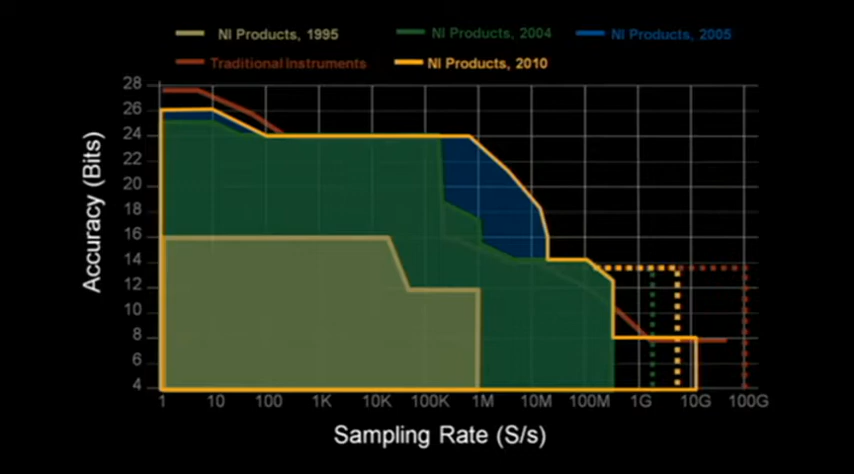 NI Products, 1995 NI Products, 2004 NI Products, 2005
Traditional Instruments NI Products, 2010
28
26
24
22
20
18
16
14
12
10
8
6
4
Accuracy (Bits)
1 10 100 1K 10K 100K 1M 10M 100M 1G 10G 100G
Sampling Rate (S/s)